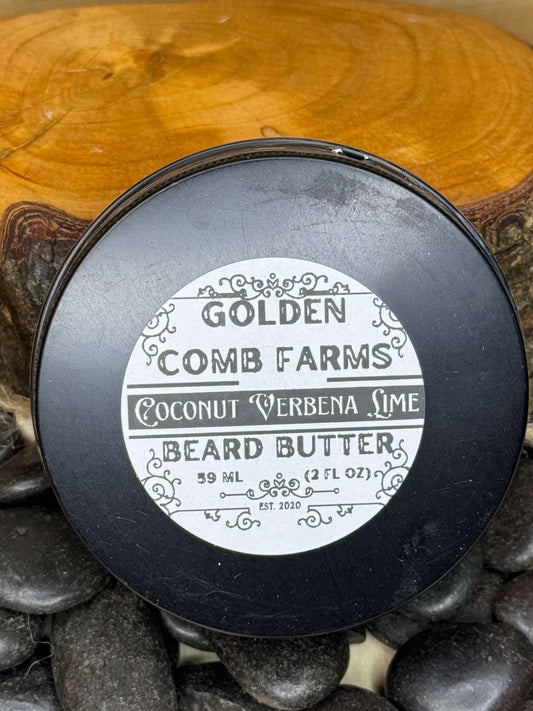 GOLDEN
COMB FARMS
COCONUT VERBENA LIME
BEARD BUTTER
59 ML (2 FL OZ)
EST. 2020